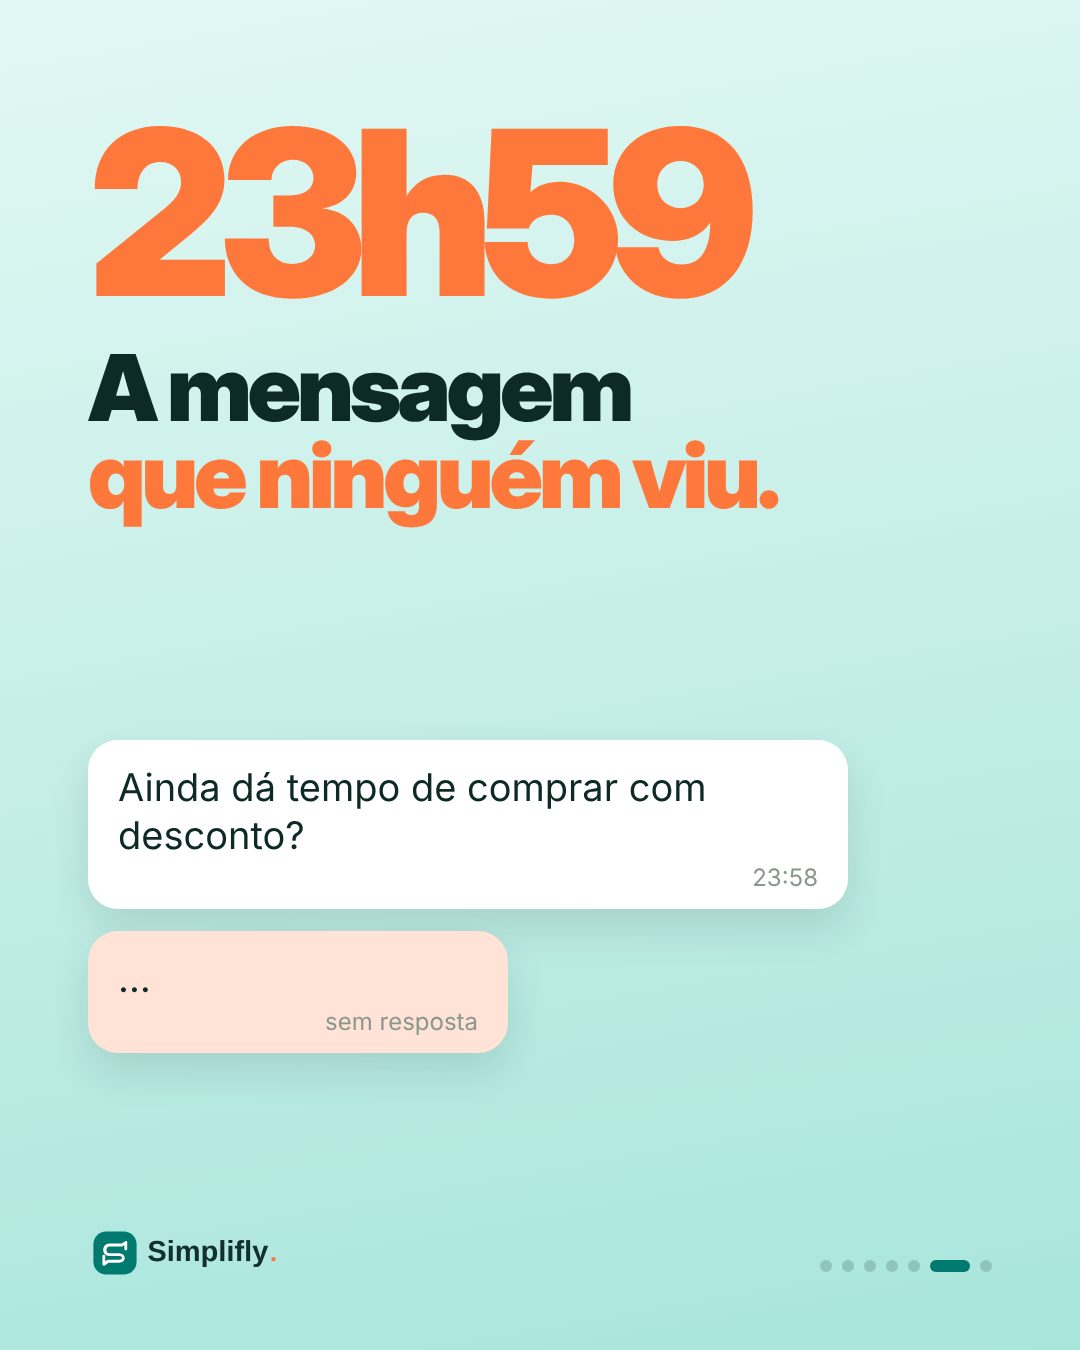 23h59
A mensagem
que ninguém viu.
Ainda dá tempo de comprar com
desconto?
23:58
...
sem resposta
Simplifly.